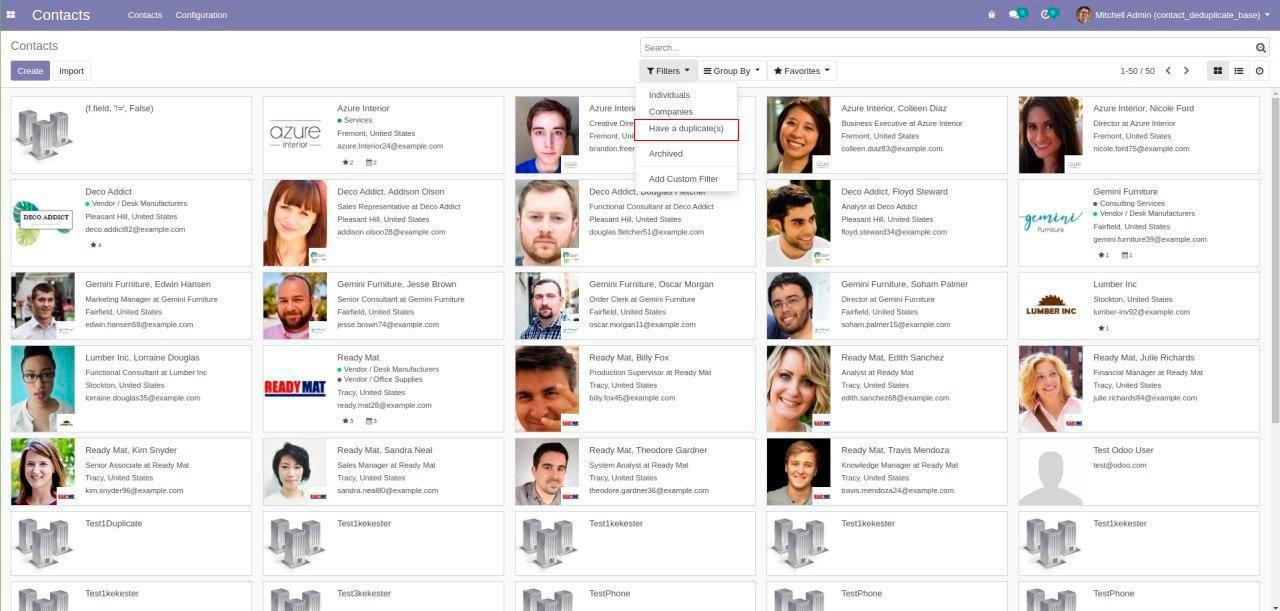 Contacts
Contacts
Configuration
Mitchell Admin (contact_deduplicate_base)
Contacts
Search...
Create
Import
Filters
Group By
Favorites
1-50 / 50
Individuals
Companies
Have a duplicate(s)
Archived
Add Custom Filter
(f.field, '!=', False)
azure
interior
Azure Interior
Services
Fremont, United States
azure.Interior24@example.com
2
2
Azure Interi
Creative Dire
Fremont, Uni
brandon.freer
Azure Interior, Colleen Diaz
Business Executive at Azure Interior
Fremont, United States
colleen.diaz83@example.com
Azure Interior, Nicole Ford
Director at Azure Interior
Fremont, United States
nicole.ford75@example.com
DECO ADDICT
Deco Addict
Vendor / Desk Manufacturers
Pleasant Hill, United States
deco.addict82@example.com
4
Deco Addict, Addison Olson
Sales Representative at Deco Addict
Pleasant Hill, United States
addison.olson28@example.com
Deco Addict, Douglas Fletcher
Functional Consultant at Deco Addict
Pleasant Hill, United States
douglas.fletcher51@example.com
Deco Addict, Floyd Steward
Analyst at Deco Addict
Pleasant Hill, United States
floyd.steward34@example.com
gemini
Furniture
Gemini Furniture
Consulting Services
Vendor / Desk Manufacturers
Fairfield, United States
gemini.furniture39@example.com
1
1
Gemini Furniture, Edwin Hansen
Marketing Manager at Gemini Furniture
Fairfield, United States
edwin.hansen58@example.com
Gemini Furniture, Jesse Brown
Senior Consultant at Gemini Furniture
Fairfield, United States
jesse.brown74@example.com
Gemini Furniture, Oscar Morgan
Order Clerk at Gemini Furniture
Fairfield, United States
oscar.morgan11@example.com
Gemini Furniture, Soham Palmer
Director at Gemini Furniture
Fairfield, United States
soham.palmer15@example.com
LUMBER INC
Lumber Inc
Stockton, United States
lumber-inv92@example.com
1
Lumber Inc, Lorraine Douglas
Functional Consultant at Lumber Inc
Stockton, United States
lorraine.douglas35@example.com
READY MAT
Ready Mat
Vendor / Desk Manufacturers
Vendor / Office Supplies
Tracy, United States
ready.mat28@example.com
3
3
Ready Mat, Billy Fox
Production Supervisor at Ready Mat
Tracy, United States
billy.fox45@example.com
Ready Mat, Edith Sanchez
Analyst at Ready Mat
Tracy, United States
edith.sanchez68@example.com
Ready Mat, Julie Richards
Financial Manager at Ready Mat
Tracy, United States
julie.richards84@example.com
Ready Mat, Kim Snyder
Senior Associate at Ready Mat
Tracy, United States
kim.snyder96@example.com
Ready Mat, Sandra Neal
Sales Manager at Ready Mat
Tracy, United States
sandra.neal80@example.com
Ready Mat, Theodore Gardner
System Analyst at Ready Mat
Tracy, United States
theodore.gardner36@example.com
Ready Mat, Travis Mendoza
Knowledge Manager at Ready Mat
Tracy, United States
travis.mendoza24@example.com
Test Odoo User
test@odoo.com
Test1Duplicate
Test1kekester
Test1kekester
Test1kekester
Test1kekester
Test1kekester
Test3kekester
TestPhone
TestPhone
TestPhone